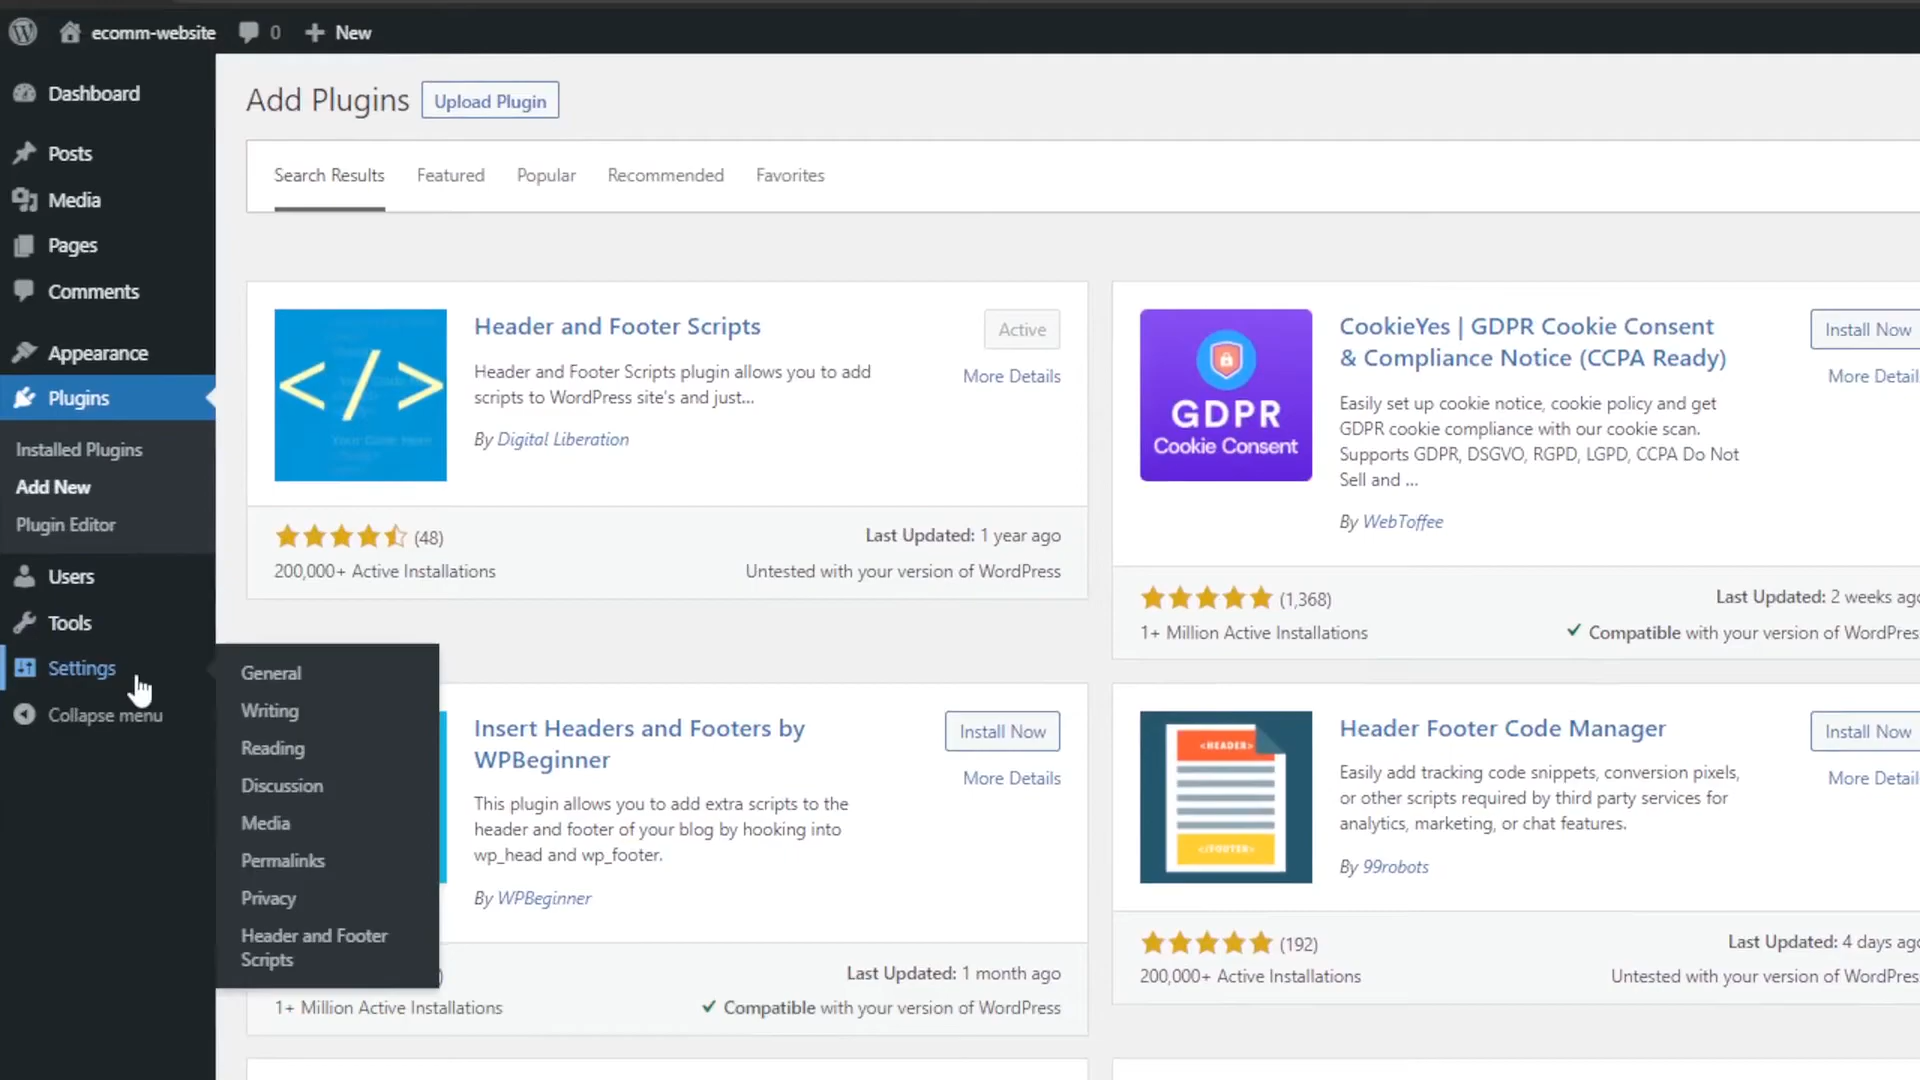 ecomm-website
0
New
Dashboard
Posts
Media
Pages
Comments
Appearance
Plugins
Installed Plugins
Add New
Plugin Editor
Users
Tools
Settings
Collapse menu
General
Writing
Reading
Discussion
Media
Permalinks
Privacy
Header and Footer
Scripts
Add Plugins
Upload Plugin
Search Results
Featured
Popular
Recommended
Favorites
</>
Header and Footer Scripts
Active
More Details
Header and Footer Scripts plugin allows you to add
scripts to WordPress site's and just...
By Digital Liberation
(48)
Last Updated: 1 year ago
200,000+ Active Installations
Untested with your version of WordPress
GDPR
Cookie Consent
CookieYes | GDPR Cookie Consent
& Compliance Notice (CCPA Ready)
Install Now
More Detail
Easily set up cookie notice, cookie policy and get
GDPR cookie compliance with our cookie scan.
Supports GDPR, DSGVO, RGPD, LGPD, CCPA Do Not
Sell and ...
By WebToffee
(1,368)
Last Updated: 2 weeks ago
1+ Million Active Installations
Compatible with your version of WordPres
Insert Headers and Footers by
WPBeginner
Install Now
More Details
This plugin allows you to add extra scripts to the
header and footer of your blog by hooking into
wp_head and wp_footer.
By WPBeginner
)
Last Updated: 1 month ago
1+ Million Active Installations
Compatible with your version of WordPress
<HEADER>
</FOOTER>
Header Footer Code Manager
Install Now
More Detail
Easily add tracking code snippets, conversion pixels,
or other scripts required by third party services for
analytics, marketing, or chat features.
By 99robots
(192)
Last Updated: 4 days ago
200,000+ Active Installations
Untested with your version of WordPres